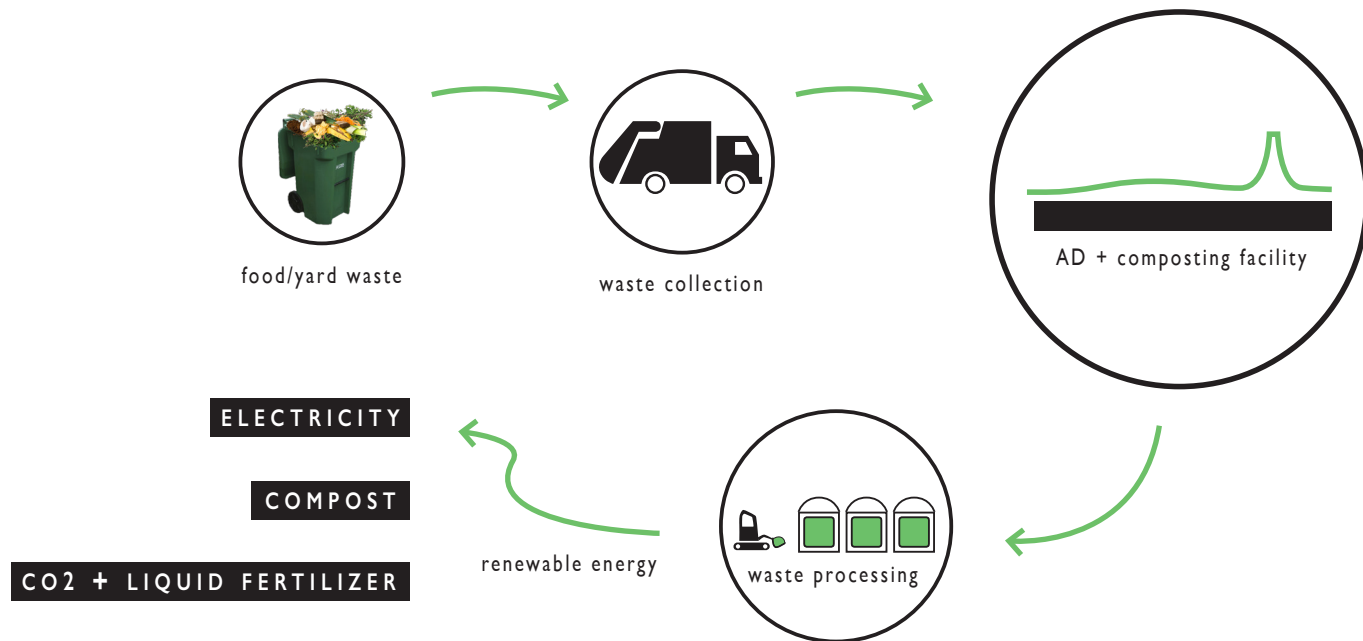 food/yard waste
waste collection
AD + composting facility
ELECTRICITY
COMPOST
CO2 + LIQUID FERTILIZER
renewable energy
waste processing